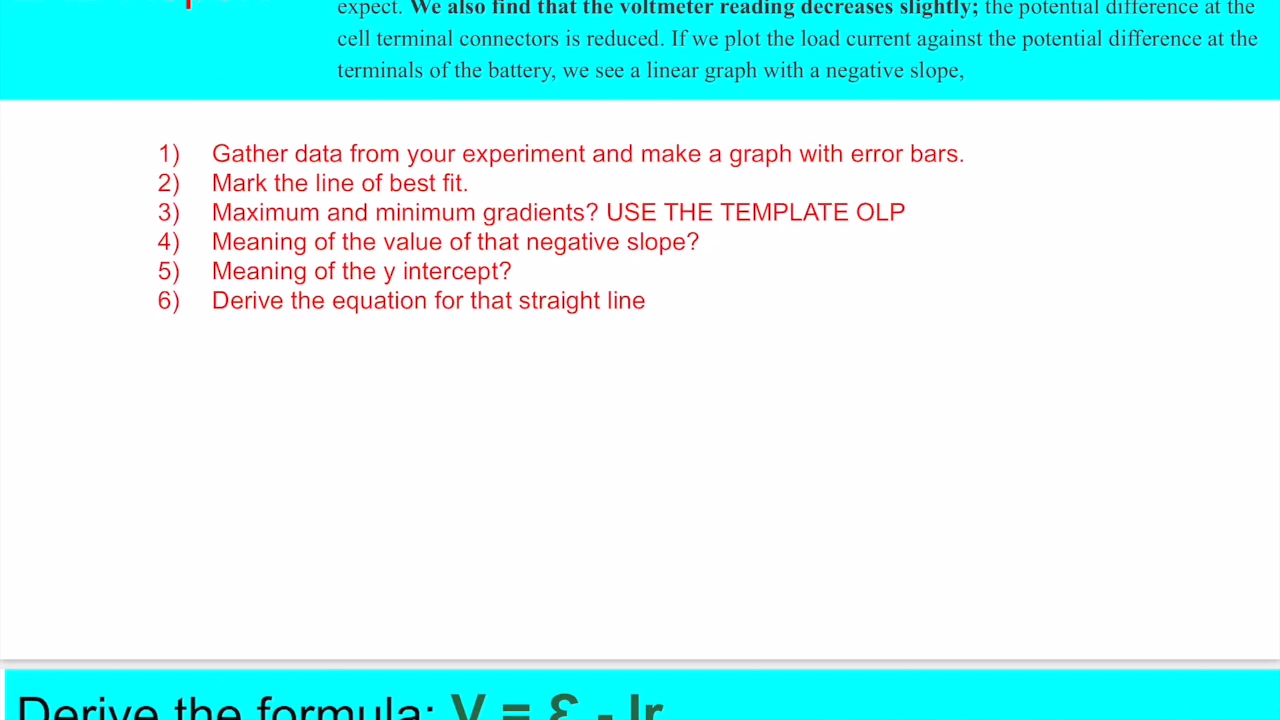 expect. We also find that the voltmeter reading decreases slightly; the potential difference at the
cell terminal connectors is reduced. If we plot the load current against the potential difference at the
terminals of the battery, we see a linear graph with a negative slope,
1) Gather data from your experiment and make a graph with error bars.
2) Mark the line of best fit.
3) Maximum and minimum gradients? USE THE TEMPLATE OLP
4) Meaning of the value of that negative slope?
5) Meaning of the y intercept?
6) Derive the equation for that straight line
Derive the formula: V = Ɛ - Ir